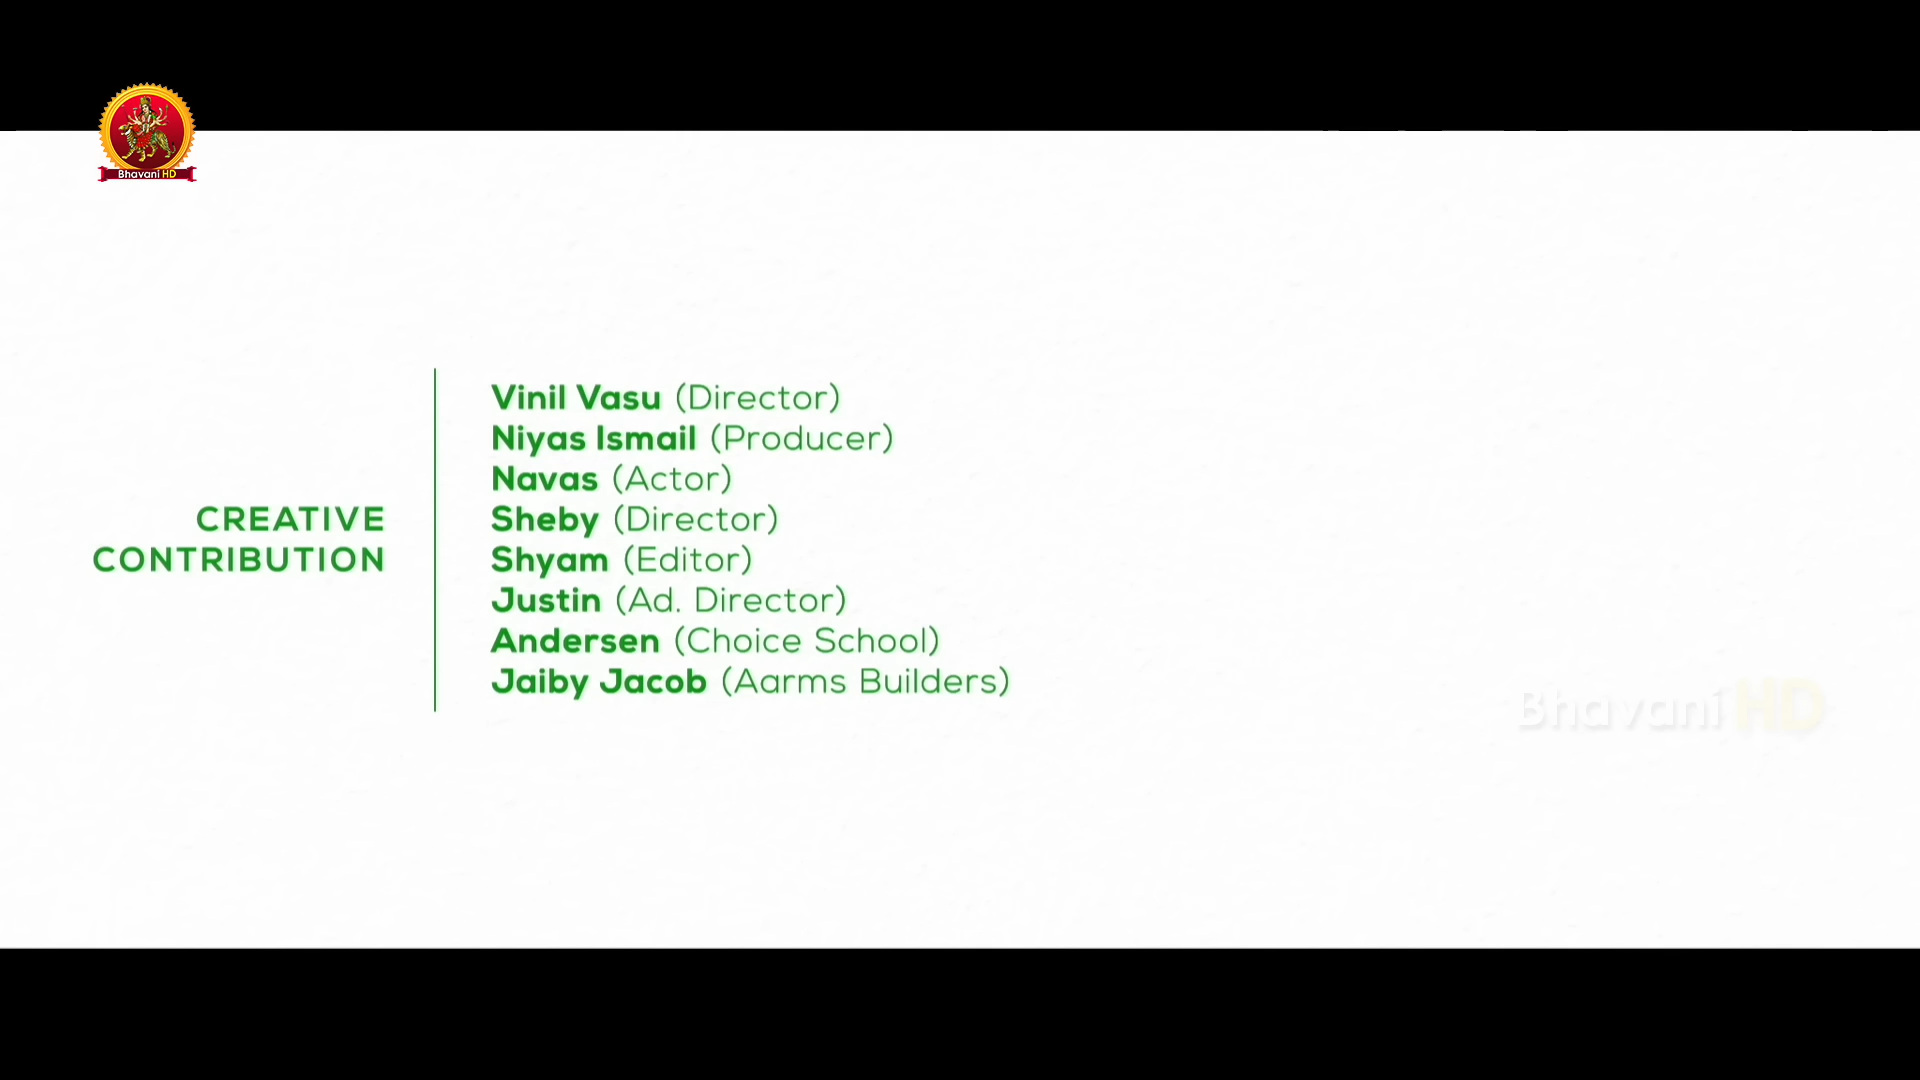 Bhavani HD
CREATIVE
CONTRIBUTION
Vinil Vasu (Director)
Niyas Ismail (Producer)
Navas (Actor)
Sheby (Director)
Shyam (Editor)
Justin (Ad. Director)
Andersen (Choice School)
Jaiby Jacob (Aarms Builders)
Bhavani HD